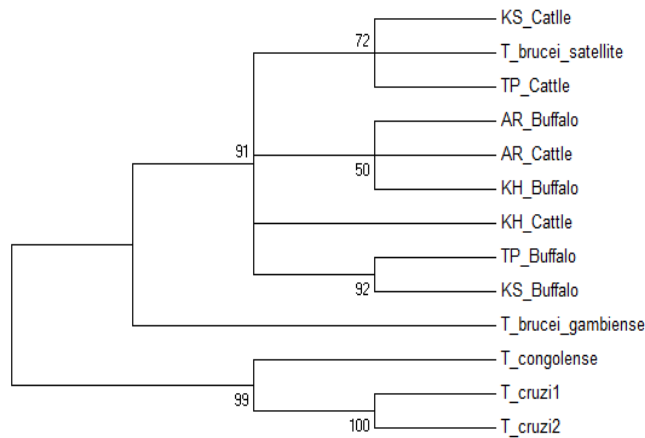 KS_Catlle
72
T_brucei_satellite
TP_Cattle
AR_Buffalo
91
AR_Cattle
50
KH_Buffalo
KH_Cattle
TP_Buffalo
92
KS_Buffalo
T_brucei_gambiense
T_congolense
99
T_cruzi1
100
T_cruzi2